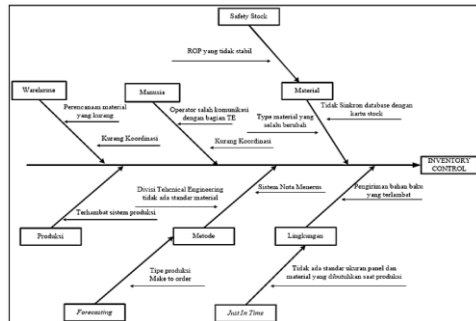 Safety Stock
ROP yang tidak stabil
Warehouse
Manusia
Material
Perencanaan material
yang kurang
Operator salah komunikasi
dengan bagian TE
Tidak Sinkron database dengan
kartu stock
Type material yang
selalu berubah
Kurang Koordinasi
Kurang Koordinasi
INVENTORY
CONTROL
Divisi Tehcnical Engineering
tidak ada standar material
Sistem Nota Menerus
Pengiriman bahan baku
yang terlambat
Terhambat sistem produksi
Produksi
Metode
Lingkungan
Tipe produksi
Make to order
Tidak ada standar ukuran panel dan
material yang dibutuhkan saat produksi
Forecasting
Just In Time